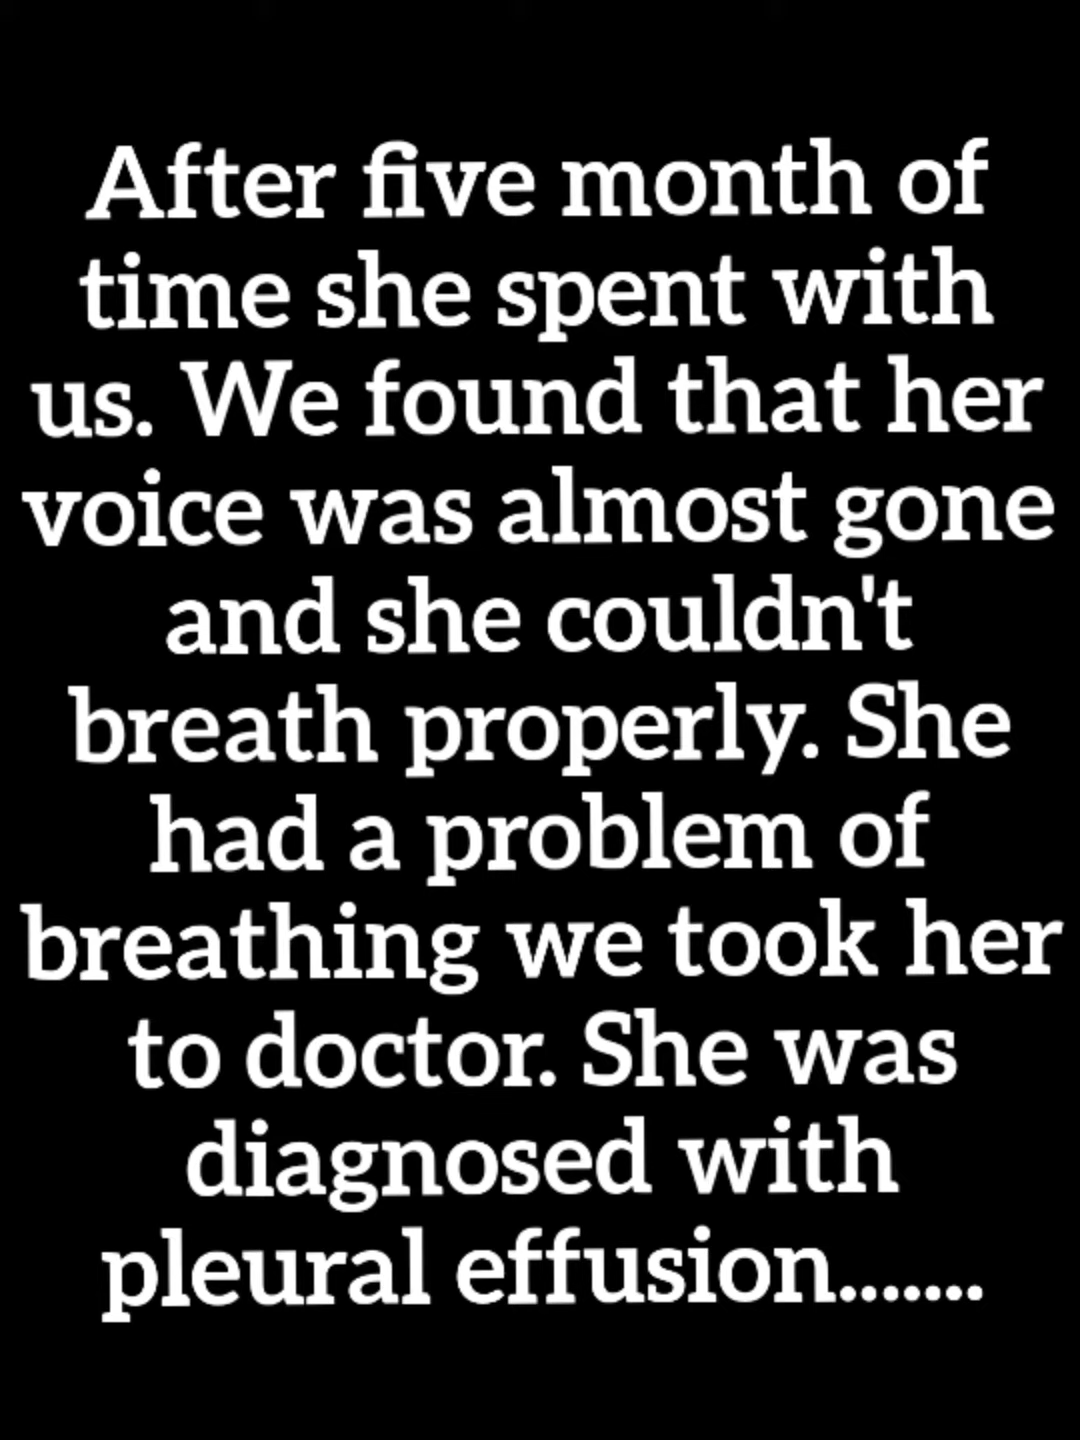 After five month of
time she spent with
us. We found that her
voice was almost gone
and she couldn't
breath properly. She
had a problem of
breathing we took her
to doctor. She was
diagnosed with
pleural effusion.......